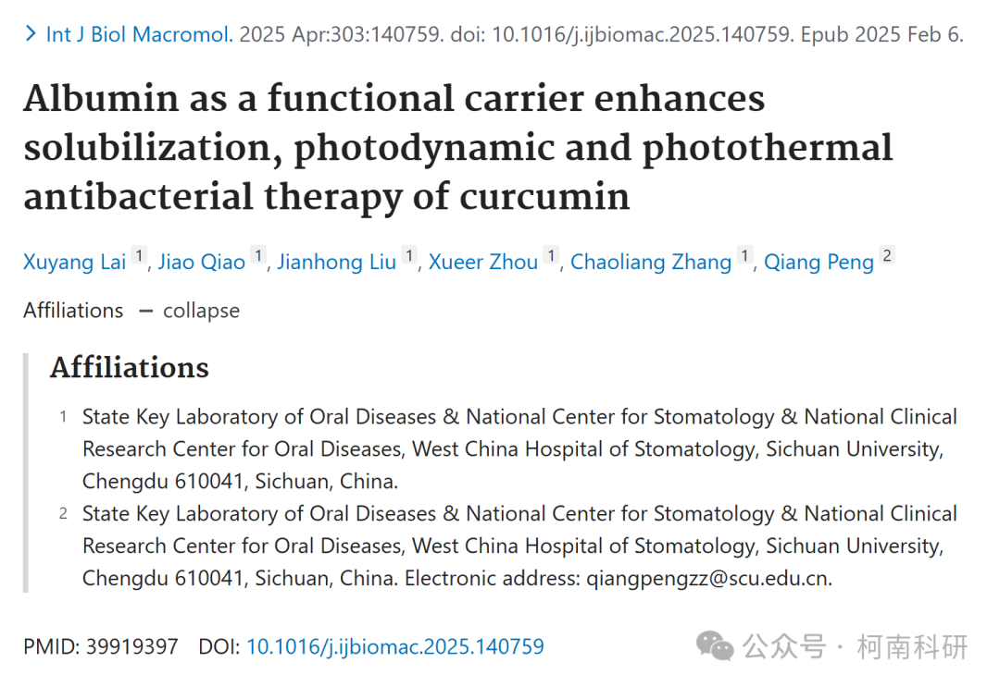 Int J Biol Macromol. 2025 Apr:303:140759. doi: 10.1016/j.ijbiomac.2025.140759. Epub 2025 Feb 6.
Albumin as a functional carrier enhances
solubilization, photodynamic and photothermal
antibacterial therapy of curcumin
Xuyang Lai 1, Jiao Qiao 1, Jianhong Liu 1, Xueer Zhou 1, Chaoliang Zhang 1, Qiang Peng 2
Affiliations − collapse
Affiliations
1 State Key Laboratory of Oral Diseases & National Center for Stomatology & National Clinical
Research Center for Oral Diseases, West China Hospital of Stomatology, Sichuan University,
Chengdu 610041, Sichuan, China.
2 State Key Laboratory of Oral Diseases & National Center for Stomatology & National Clinical
Research Center for Oral Diseases, West China Hospital of Stomatology, Sichuan University,
Chengdu 610041, Sichuan, China. Electronic address: qiangpengzz@scu.edu.cn.
PMID: 39919397 DOI: 10.1016/j.ijbiomac.2025.140759
公众号 · 柯南科研